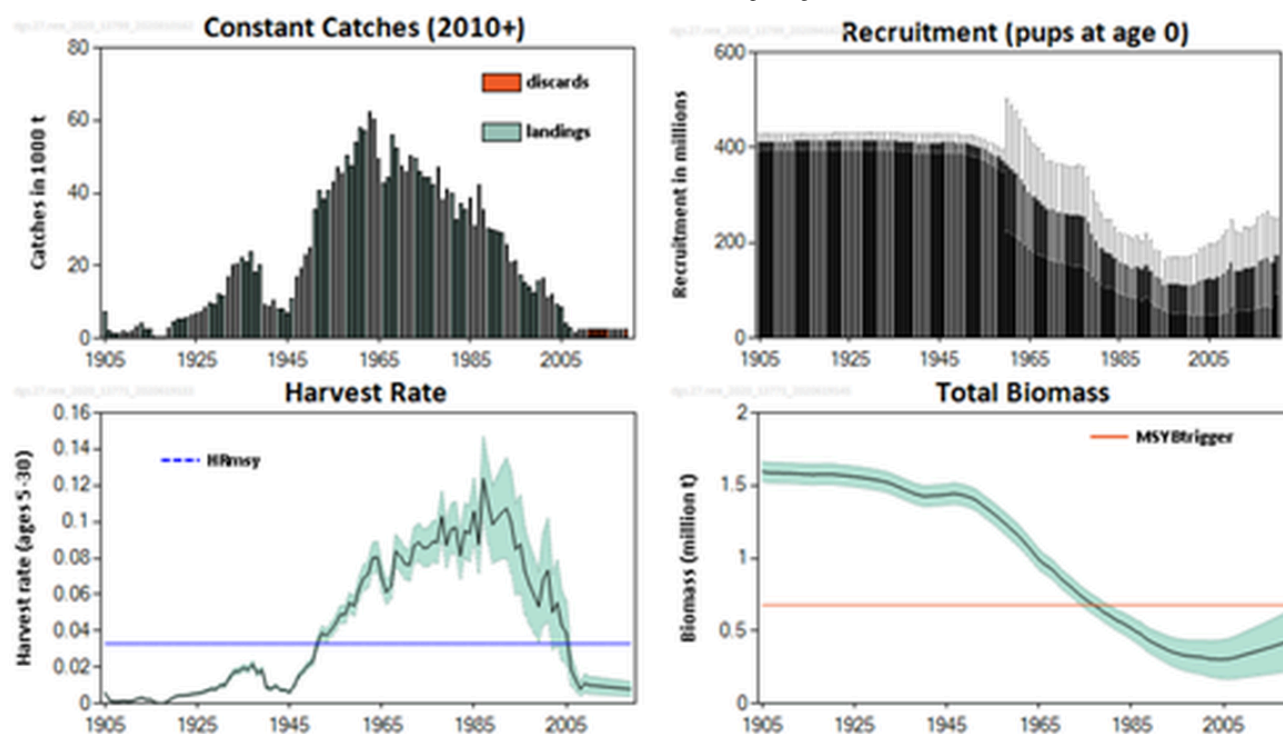 Constant Catches (2010+)
80
60
40
20
0
Catches in 1000 t
discards
landings
1905 1925 1945 1965 1985 2005
Recruitment (pups at age 0)
600
400
200
0
Recruitment in millions
1905 1925 1945 1965 1985 2005
Harvest Rate
0.16
0.14
0.12
0.1
0.08
0.06
0.04
0.02
0
Harvest rate (ages 5-30)
HRmsy
1905 1925 1945 1965 1985 2005
Total Biomass
2
1.5
1
0.5
0
Biomass (million t)
MSYBtrigger
1905 1925 1945 1965 1985 2005